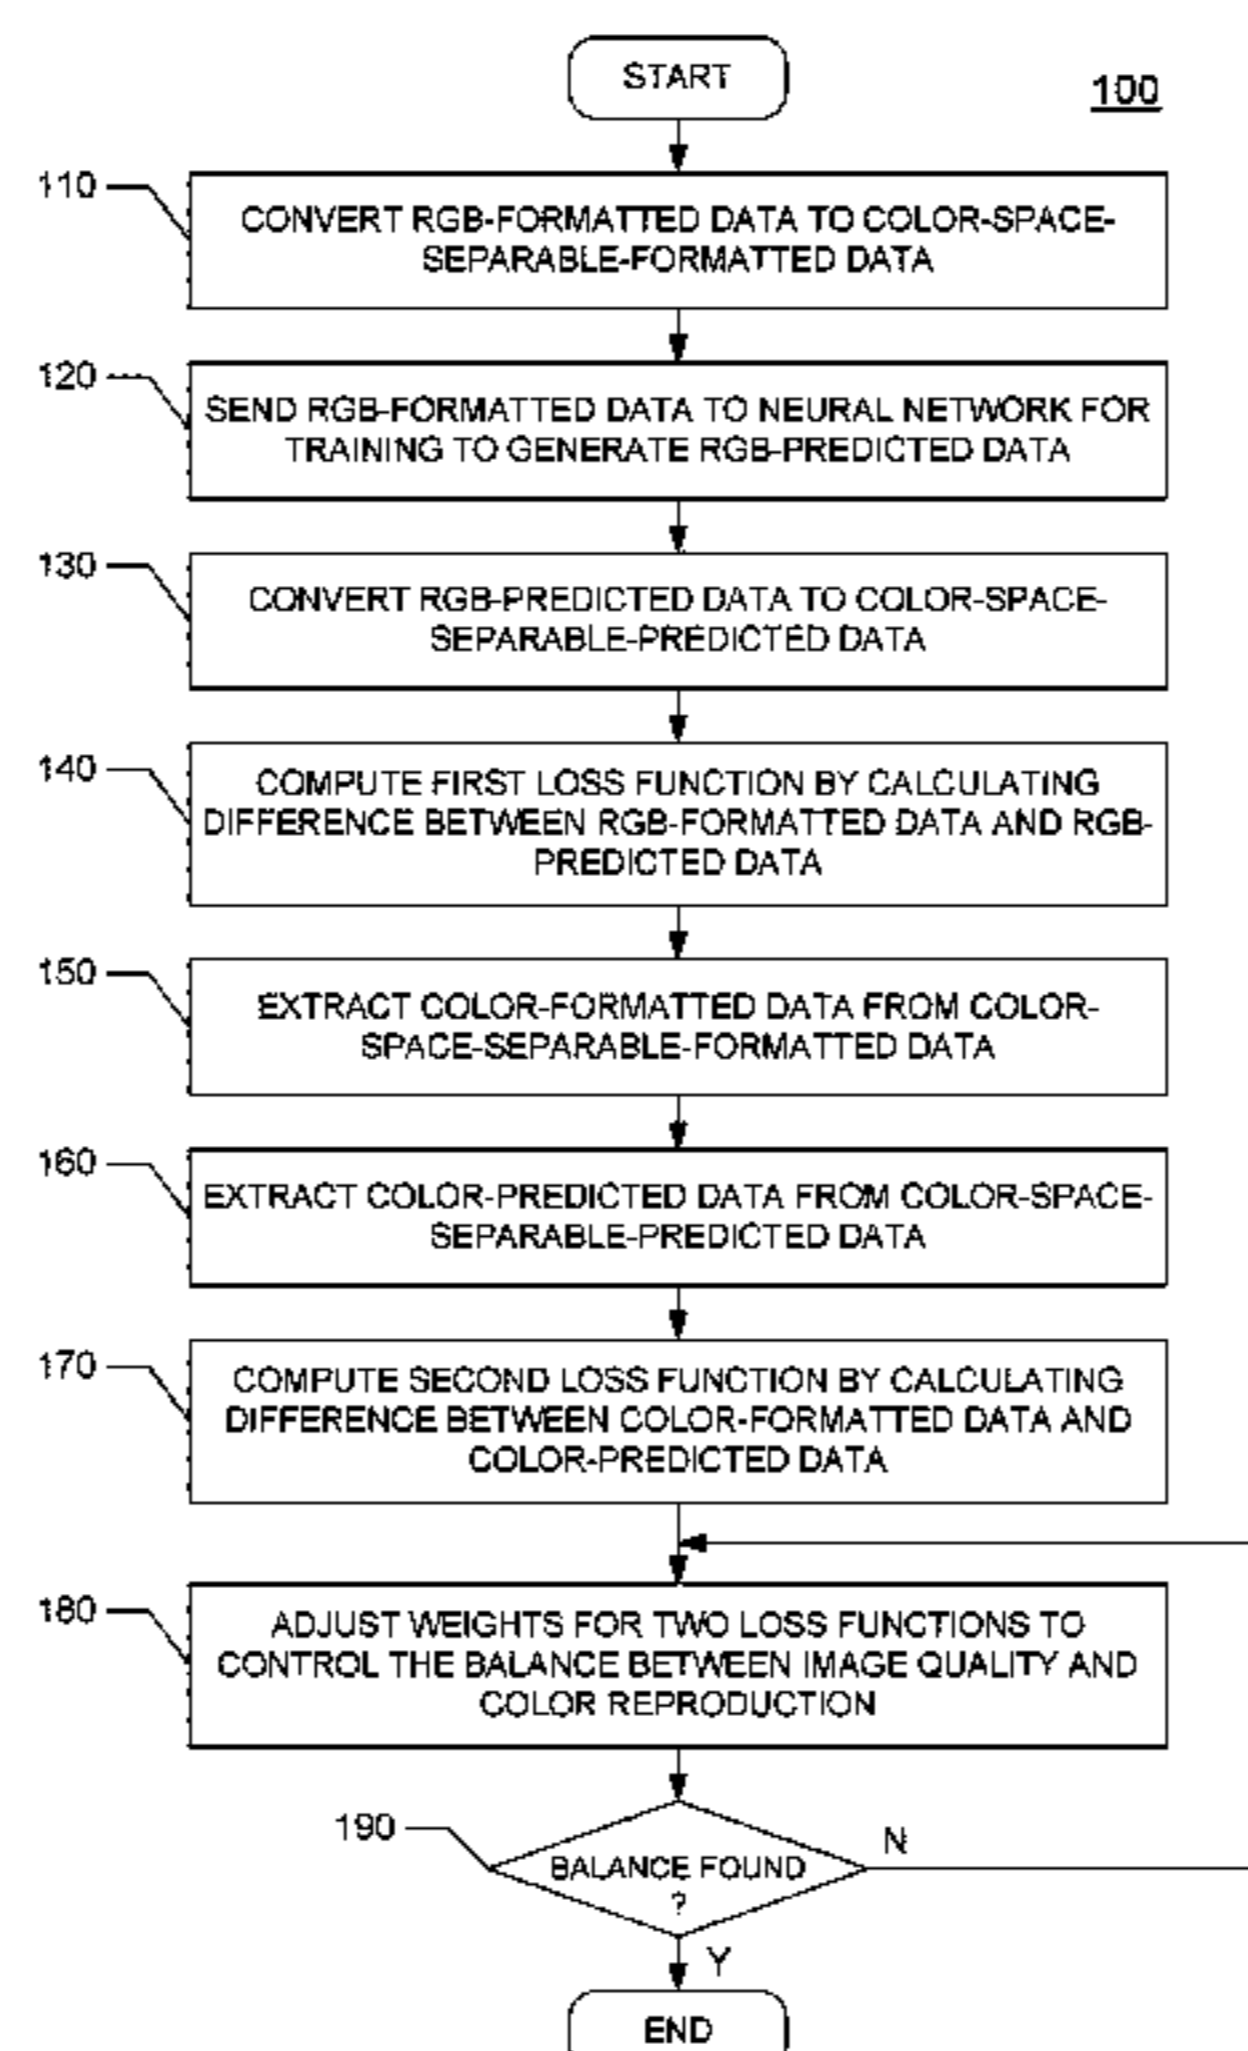 START
100
110
CONVERT RGB-FORMATTED DATA TO COLOR-SPACE-
SEPARABLE-FORMATTED DATA
120
SEND RGB-FORMATTED DATA TO NEURAL NETWORK FOR
TRAINING TO GENERATE RGB-PREDICTED DATA
130
CONVERT RGB-PREDICTED DATA TO COLOR-SPACE-
SEPARABLE-PREDICTED DATA
140
COMPUTE FIRST LOSS FUNCTION BY CALCULATING
DIFFERENCE BETWEEN RGB-FORMATTED DATA AND RGB-
PREDICTED DATA
150
EXTRACT COLOR-FORMATTED DATA FROM COLOR-
SPACE-SEPARABLE-FORMATTED DATA
160
EXTRACT COLOR-PREDICTED DATA FROM COLOR-SPACE-
SEPARABLE-PREDICTED DATA
170
COMPUTE SECOND LOSS FUNCTION BY CALCULATING
DIFFERENCE BETWEEN COLOR-FORMATTED DATA AND
COLOR-PREDICTED DATA
180
ADJUST WEIGHTS FOR TWO LOSS FUNCTIONS TO
CONTROL THE BALANCE BETWEEN IMAGE QUALITY AND
COLOR REPRODUCTION
190
BALANCE FOUND
?
N
Y
END